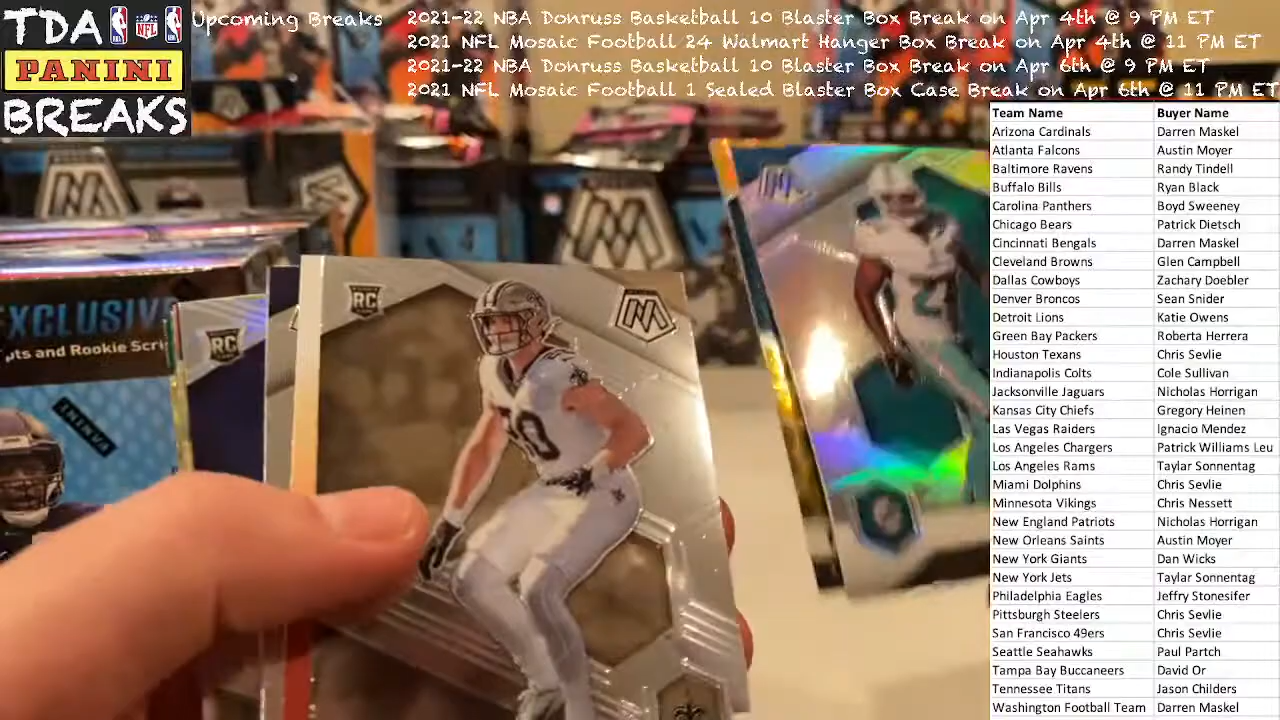 TDA
PANINI
BREAKS
Upcoming Breaks
2021-22 NBA Donruss Basketball 10 Blaster Box Break on Apr 4th @ 9 PM ET
2021 NFL Mosaic Football 24 Walmart Hanger Box Break on Apr 4th @ 11 PM ET
2021-22 NBA Donruss Basketball 10 Blaster Box Break on Apr 6th @ 9 PM ET
2021 NFL Mosaic Football 1 Sealed Blaster Box Case Break on Apr 6th @ 11 PM ET
Team Name Buyer Name
Arizona Cardinals Darren Maskel
Atlanta Falcons Austin Moyer
Baltimore Ravens Randy Tindell
Buffalo Bills Ryan Black
Carolina Panthers Boyd Sweeney
Chicago Bears Patrick Dietsch
Cincinnati Bengals Darren Maskel
Cleveland Browns Glen Campbell
Dallas Cowboys Zachary Doebler
Denver Broncos Sean Snider
Detroit Lions Katie Owens
Green Bay Packers Roberta Herrera
Houston Texans Chris Sevlie
Indianapolis Colts Cole Sullivan
Jacksonville Jaguars Nicholas Horrigan
Kansas City Chiefs Gregory Heinen
Las Vegas Raiders Ignacio Mendez
Los Angeles Chargers Patrick Williams Leu
Los Angeles Rams Taylar Sonnentag
Miami Dolphins Chris Sevlie
Minnesota Vikings Chris Nessett
New England Patriots Nicholas Horrigan
New Orleans Saints Austin Moyer
New York Giants Dan Wicks
New York Jets Taylar Sonnentag
Philadelphia Eagles Jeffry Stonesifer
Pittsburgh Steelers Chris Sevlie
San Francisco 49ers Chris Sevlie
Seattle Seahawks Paul Partch
Tampa Bay Buccaneers David Or
Tennessee Titans Jason Childers
Washington Football Team Darren Maskel
EXCLUSIVE
and Rookie Scri
RC
RC